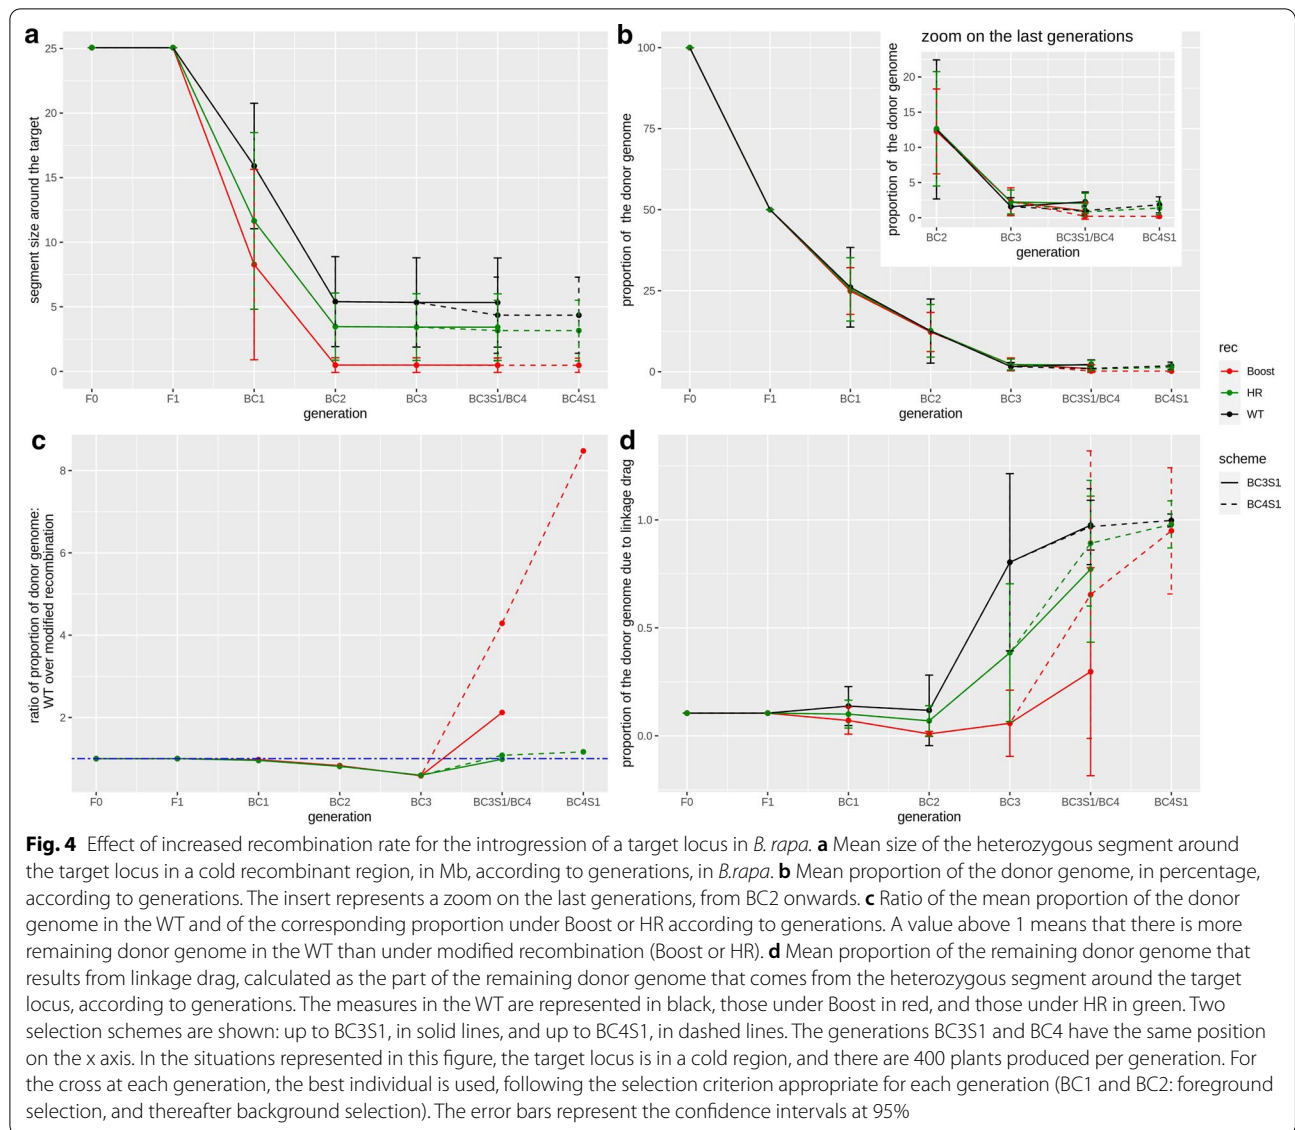 a
25
20
15
10
5
0
segment size around the target
F0
F1
BC1
BC2
BC3
BC3S1/BC4
BC4S1
generation
b
100
75
50
25
0
proportion of the donor genome
F0
F1
BC1
BC2
BC3
BC3S1/BC4
BC4S1
generation
zoom on the last generations
20
15
10
5
0
proportion of the donor genome
BC2
BC3
BC3S1/BC4
BC4S1
generation
rec
Boost
HR
WT
scheme
BC3S1
BC4S1
c
8
6
4
2
ratio of proportion of donor genome:
WT over modified recombination
F0
F1
BC1
BC2
BC3
BC3S1/BC4
BC4S1
generation
d
1.0
0.5
0.0
proportion of the donor genome due to linkage drag
F0
F1
BC1
BC2
BC3
BC3S1/BC4
BC4S1
generation
Fig. 4 Effect of increased recombination rate for the introgression of a target locus in B. rapa. a Mean size of the heterozygous segment around
the target locus in a cold recombinant region, in Mb, according to generations, in B.rapa. b Mean proportion of the donor genome, in percentage,
according to generations. The insert represents a zoom on the last generations, from BC2 onwards. c Ratio of the mean proportion of the donor
genome in the WT and of the corresponding proportion under Boost or HR according to generations. A value above 1 means that there is more
remaining donor genome in the WT than under modified recombination (Boost or HR). d Mean proportion of the remaining donor genome that
results from linkage drag, calculated as the part of the remaining donor genome that comes from the heterozygous segment around the target
locus, according to generations. The measures in the WT are represented in black, those under Boost in red, and those under HR in green. Two
selection schemes are shown: up to BC3S1, in solid lines, and up to BC4S1, in dashed lines. The generations BC3S1 and BC4 have the same position
on the x axis. In the situations represented in this figure, the target locus is in a cold region, and there are 400 plants produced per generation. For
the cross at each generation, the best individual is used, following the selection criterion appropriate for each generation (BC1 and BC2: foreground
selection, and thereafter background selection). The error bars represent the confidence intervals at 95%